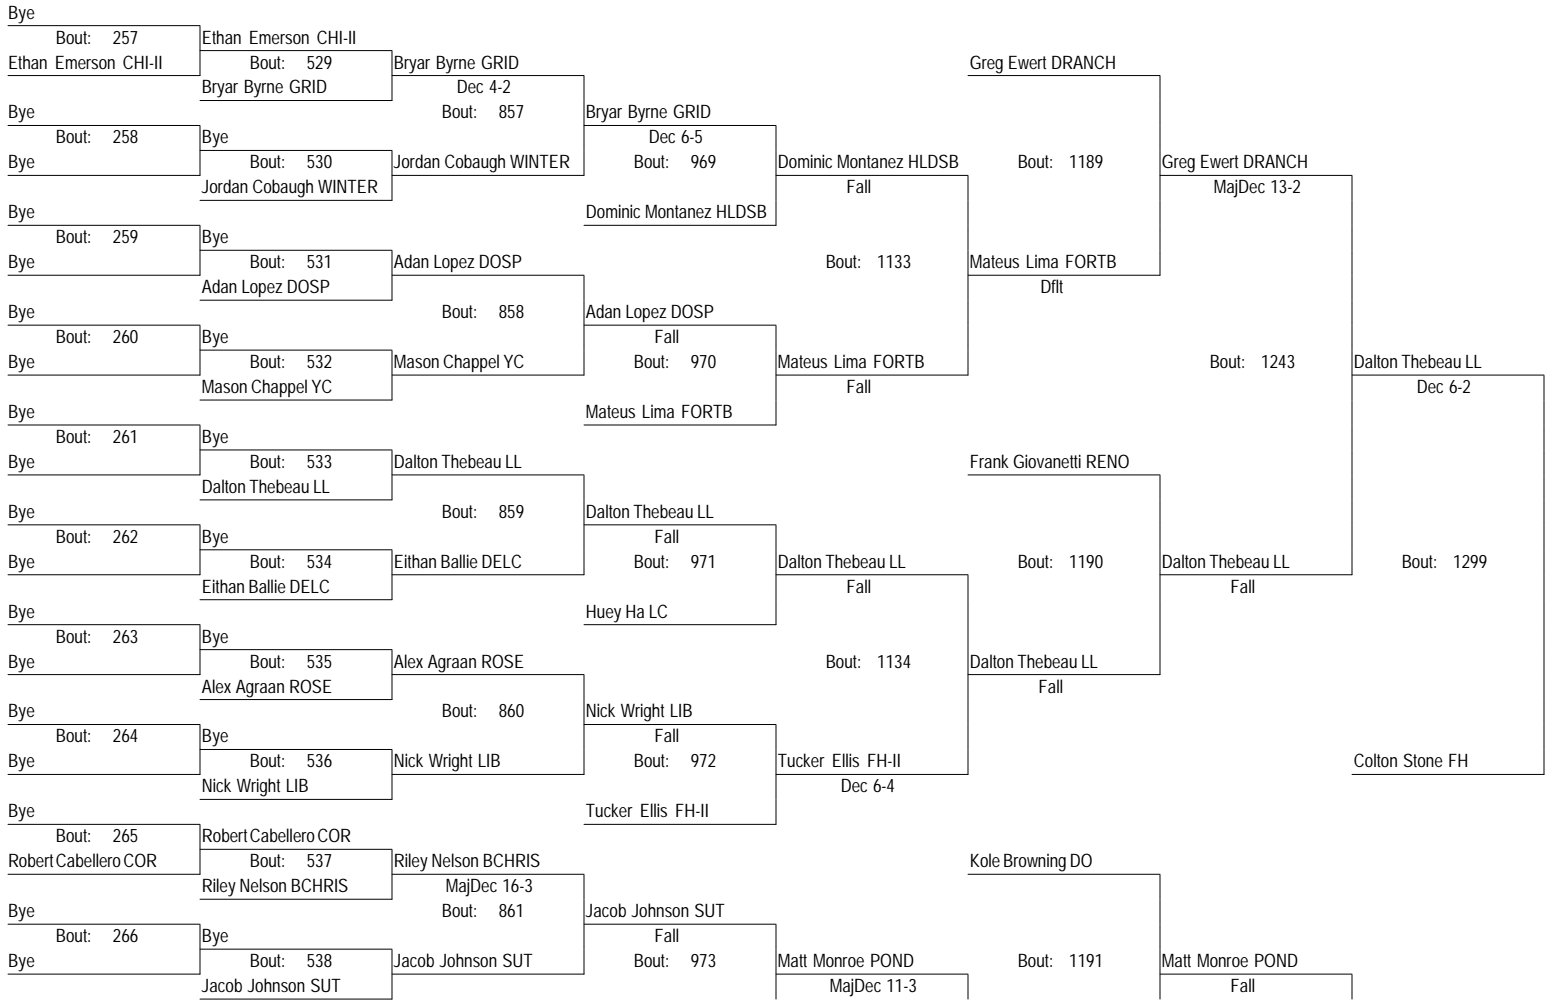 Bye
Bout: 257 Ethan Emerson CHI-II
Ethan Emerson CHI-II Bout: 529 Bryar Byrne GRID Greg Ewert DRANCH
Bryar Byrne GRID Dec 4-2
Bye Bout: 857 Bryar Byrne GRID
Bout: 258 Bye Dec 6-5
Bye Bout: 530 Jordan Cobaugh WINTER Bout: 969 Dominic Montanez HLDSB Bout: 1189 Greg Ewert DRANCH
Jordan Cobaugh WINTER Fall MajDec 13-2
Bye Dominic Montanez HLDSB
Bout: 259 Bye
Bye Bout: 531 Adan Lopez DOSP Bout: 1133 Mateus Lima FORTB
Adan Lopez DOSP Dflt
Bye Bout: 858 Adan Lopez DOSP
Bout: 260 Bye Fall
Bye Bout: 532 Mason Chappel YC Bout: 970 Mateus Lima FORTB Bout: 1243 Dalton Thebeau LL
Mason Chappel YC Fall Dec 6-2
Bye Mateus Lima FORTB
Bout: 261 Bye
Bye Bout: 533 Dalton Thebeau LL Frank Giovanetti RENO
Dalton Thebeau LL
Bye Bout: 859 Dalton Thebeau LL
Bout: 262 Bye Fall
Bye Bout: 534 Eithan Ballie DELC Bout: 971 Dalton Thebeau LL Bout: 1190 Dalton Thebeau LL Bout: 1299
Eithan Ballie DELC Fall Fall
Bye Huey Ha LC
Bout: 263 Bye
Bye Bout: 535 Alex Agraan ROSE Bout: 1134 Dalton Thebeau LL
Alex Agraan ROSE Fall
Bye Bout: 860 Nick Wright LIB
Bout: 264 Bye Fall
Bye Bout: 536 Nick Wright LIB Bout: 972 Tucker Ellis FH-II Colton Stone FH
Nick Wright LIB Dec 6-4
Bye Tucker Ellis FH-II
Bout: 265 Robert Cabellero COR
Robert Cabellero COR Bout: 537 Riley Nelson BCHRIS Kole Browning DO
Riley Nelson BCHRIS MajDec 16-3
Bye Bout: 861 Jacob Johnson SUT
Bout: 266 Bye Fall
Bye Bout: 538 Jacob Johnson SUT Bout: 973 Matt Monroe POND Bout: 1191 Matt Monroe POND
Jacob Johnson SUT MajDec 11-3 Fall